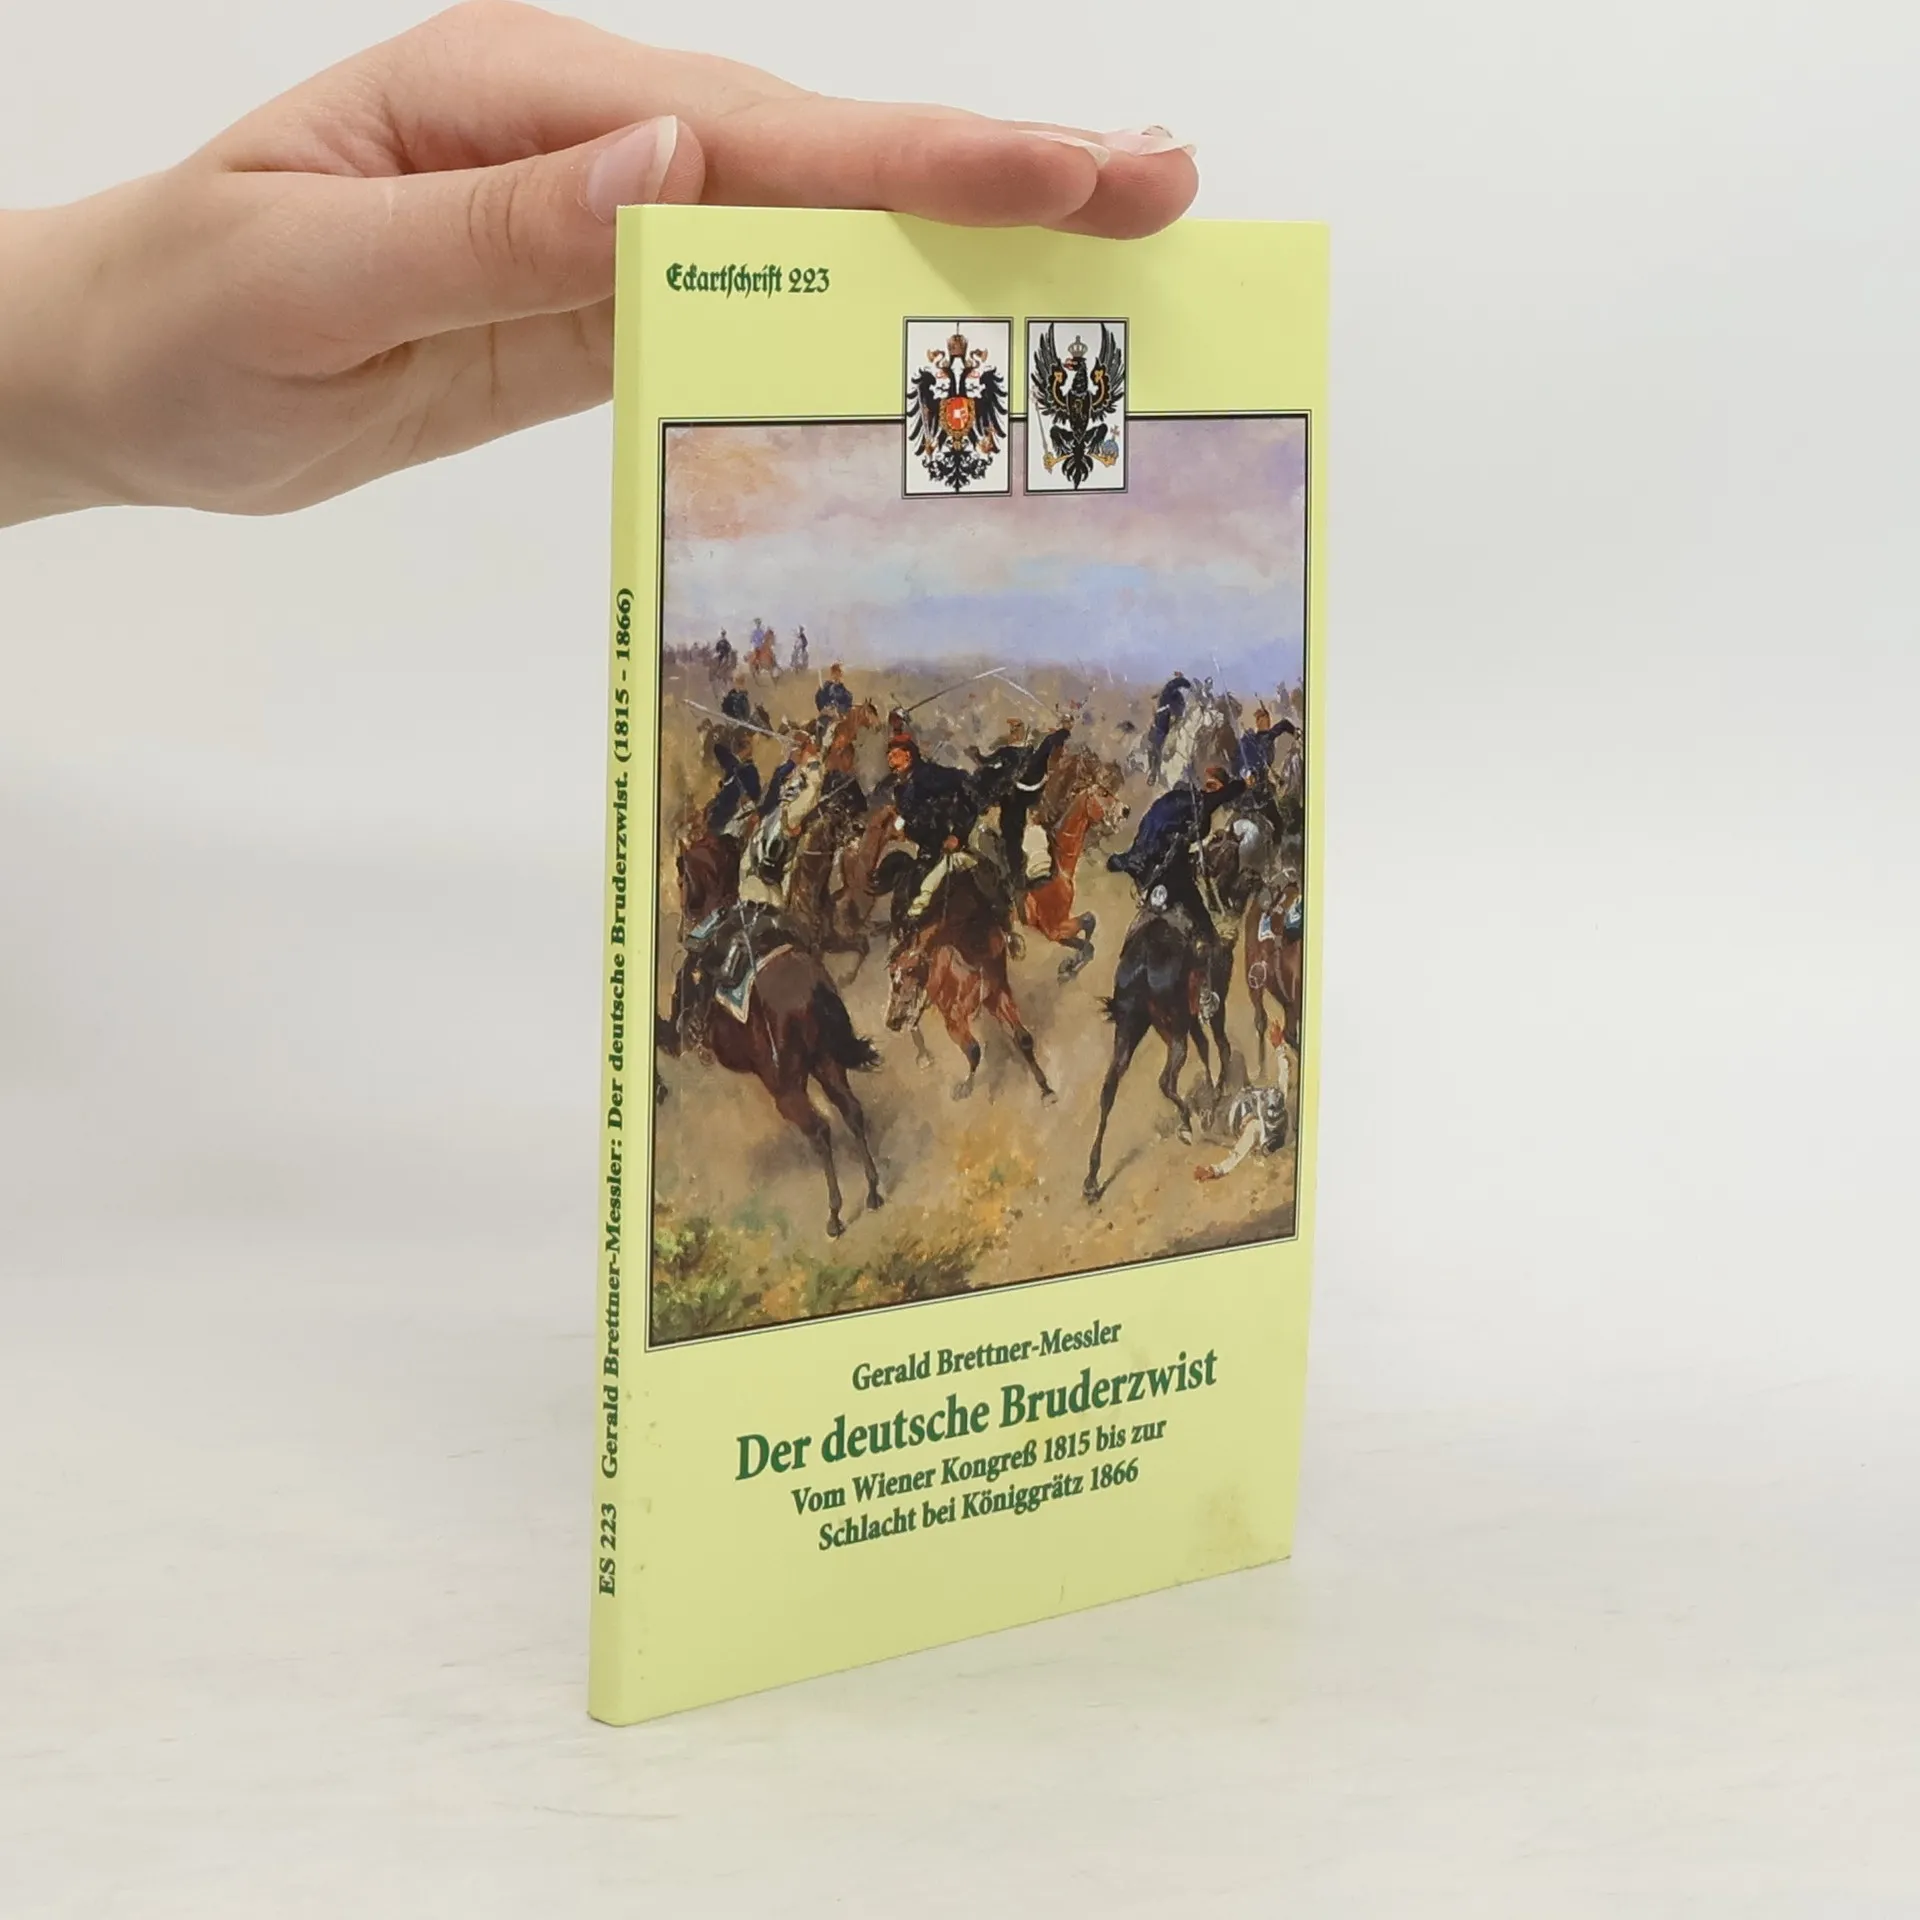 Eckartschrift 223
Gerald Brettner-Messler
Der deutsche Bruderzwist
Vom Wiener Kongreß 1815 bis zur
Schlacht bei Königgrätz 1866
ES 223 Gerald Brettner-Messler: Der deutsche Bruderzwist. (1815 - 1866)